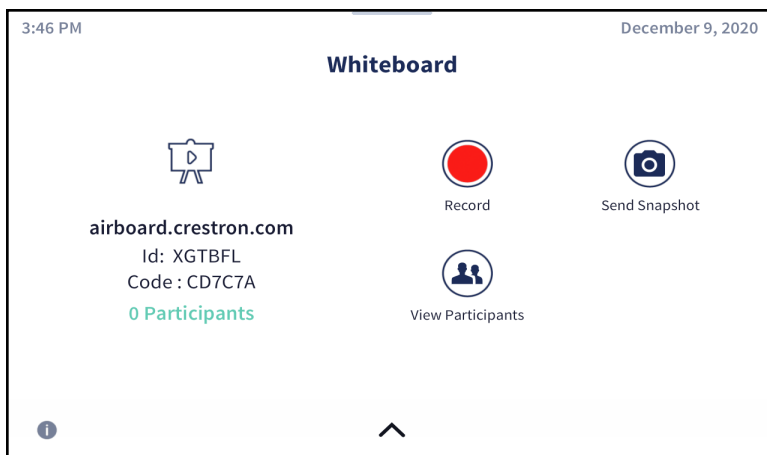 3:46 PM
December 9, 2020
Whiteboard
airboard.crestron.com
Id: XGTBFL
Code : CD7C7A
0 Participants
Record
Send Snapshot
View Participants